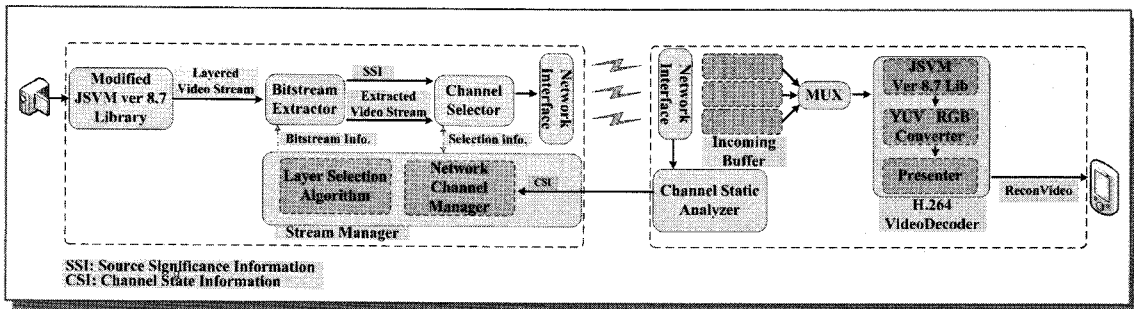 Modified
JSVM ver 8.7
Library
Layered
Video Stream
Bitstream
Extractor
SSI
Extracted
Video Stream
Channel
Selector
Network
Interface
Bitstream Info.
Selection info.
Layer Selection
Algorithm
Network
Channel
Manager
Stream Manager
CSI
Network
Interface
Incoming
Buffer
MUX
Channel Static
Analyzer
JSVM
Ver 8.7 Lib
YUV RGB
Converter
Presenter
H.264
VideoDecoder
ReconVideo
SSI: Source Significance Information
CSI: Channel State Information